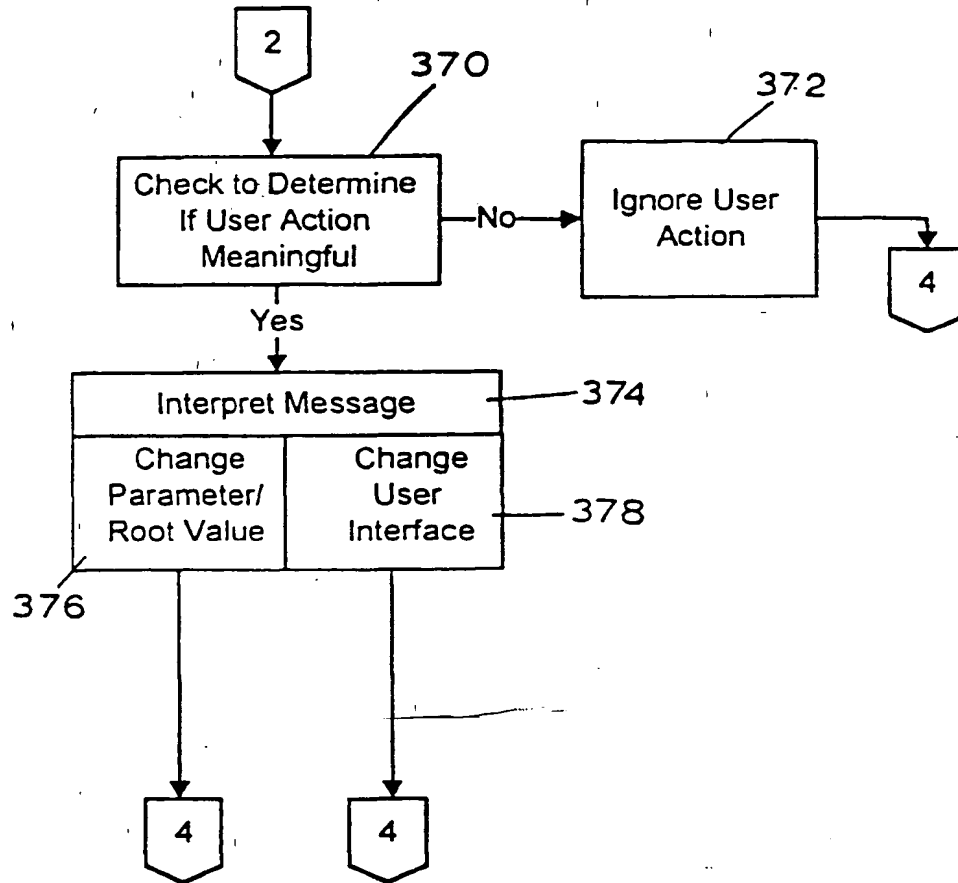 2
370
372
Check to Determine
If User Action
Meaningful
No
Ignore User
Action
4
Yes
Interpret Message
374
Change
Parameter/
Root Value
Change
User
Interface
378
376
4
4